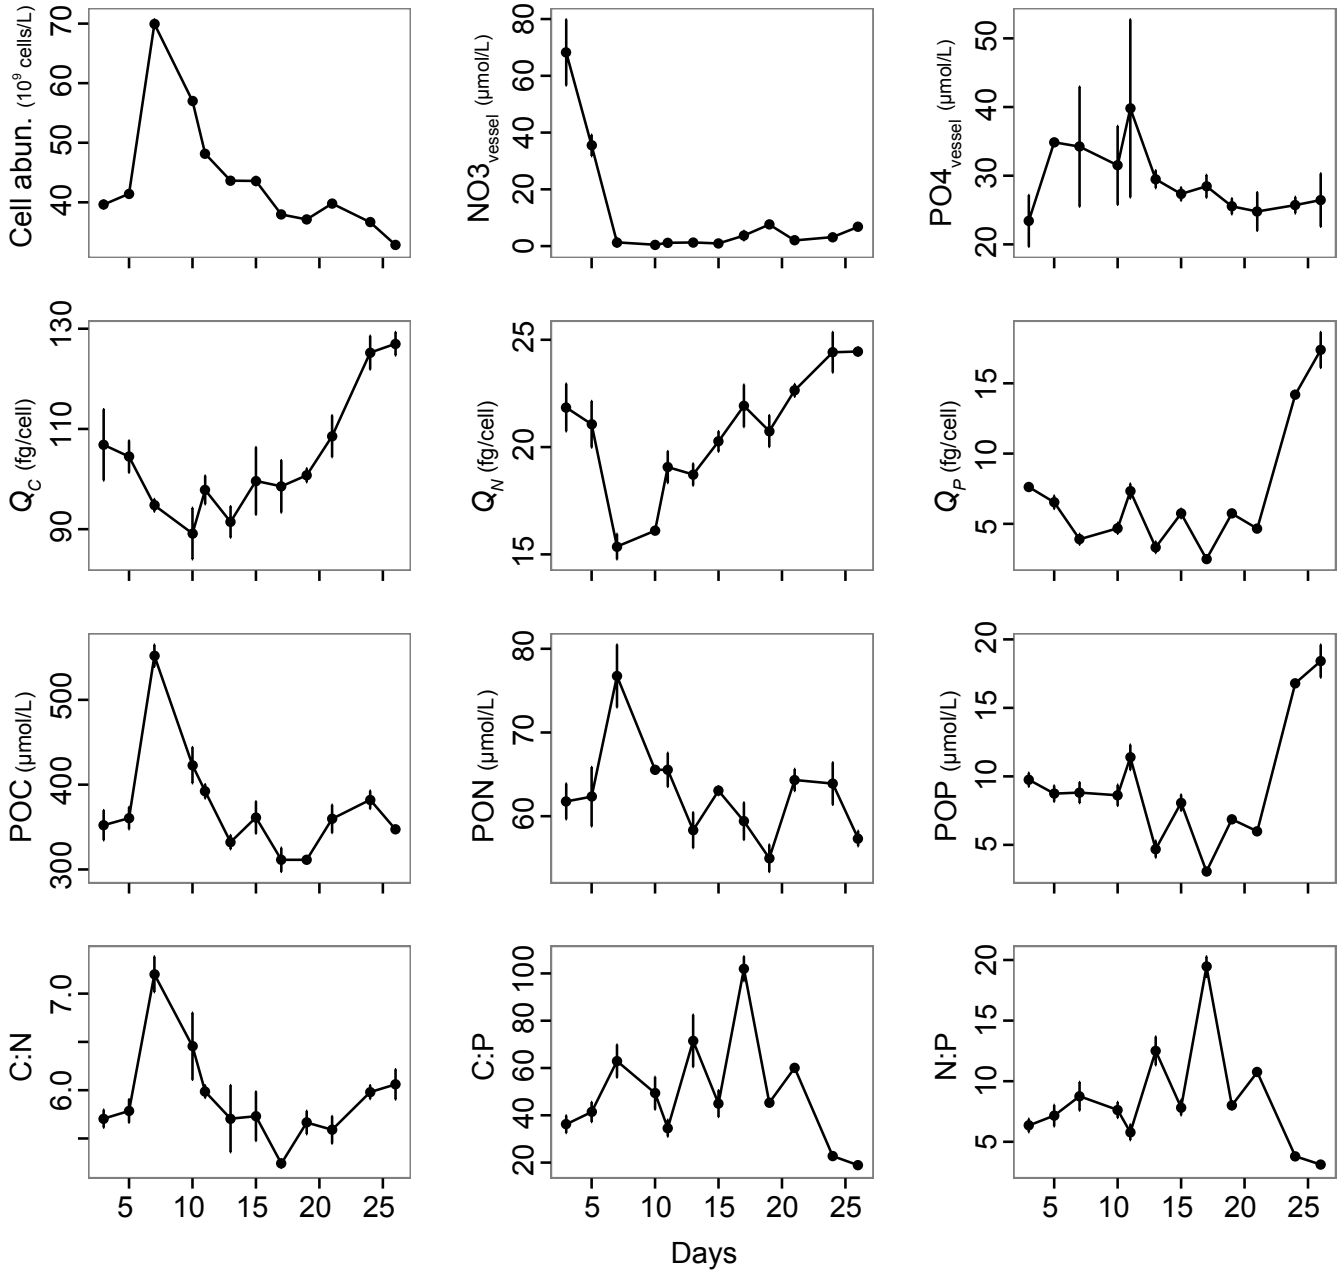 Cell abun. (10⁹ cells/L)
70
60
50
40
NO3vessel (μmol/L)
80
60
40
20
0
PO4vessel (μmol/L)
50
40
30
20
QC (fg/cell)
130
110
90
QN (fg/cell)
25
20
15
QP (fg/cell)
15
10
5
POC (μmol/L)
500
400
300
PON (μmol/L)
80
70
60
POP (μmol/L)
20
15
10
5
C:N
7.0
6.0
5 10 15 20 25
C:P
100
80
60
40
20
5 10 15 20 25
N:P
20
15
10
5
5 10 15 20 25
Days